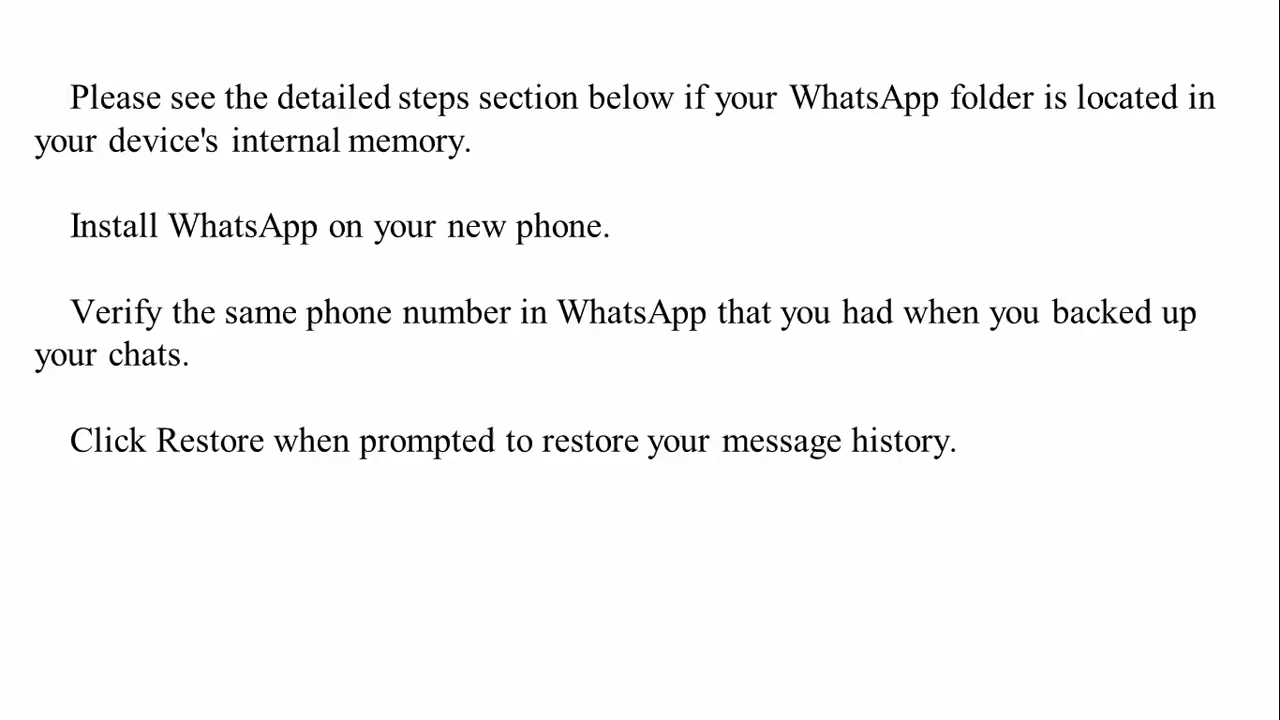 Please see the detailed steps section below if your WhatsApp folder is located in
your device's internal memory.
Install WhatsApp on your new phone.
Verify the same phone number in WhatsApp that you had when you backed up
your chats.
Click Restore when prompted to restore your message history.